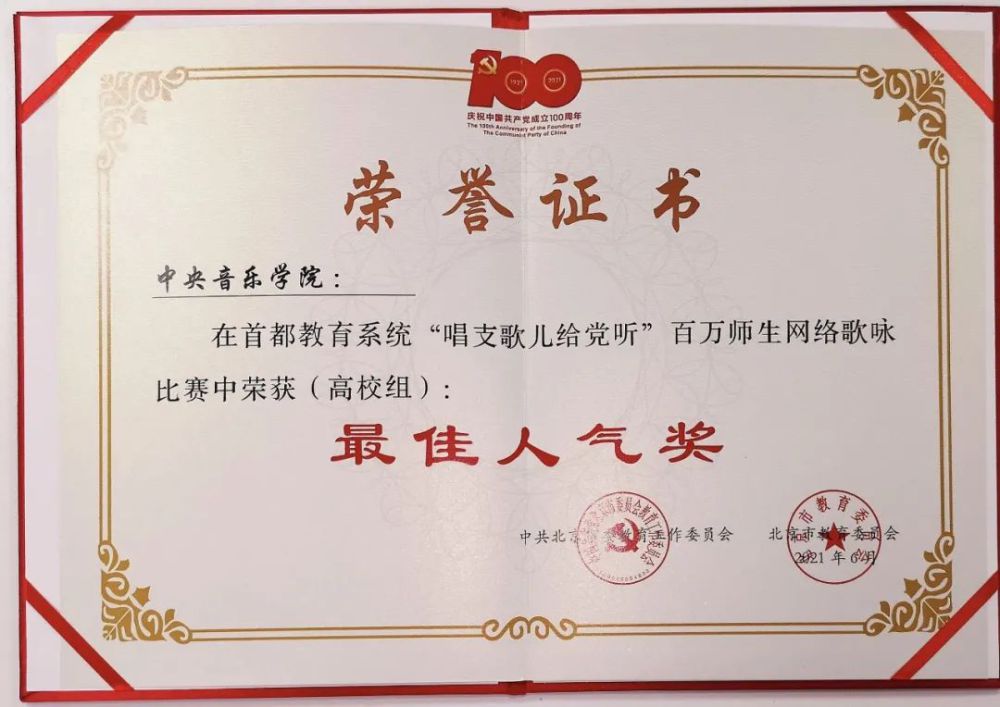 1921 2021
庆祝中国共产党成立100周年
The 100th Anniversary of the Founding of
The Communist Party of China
荣誉证书
中央音乐学院：
在首都教育系统“唱支歌儿给党听”百万师生网络歌咏
比赛中荣获（高校组）：
最佳人气奖
中共北京市委教育工作委员会 北京市教育委员会
2021年6月